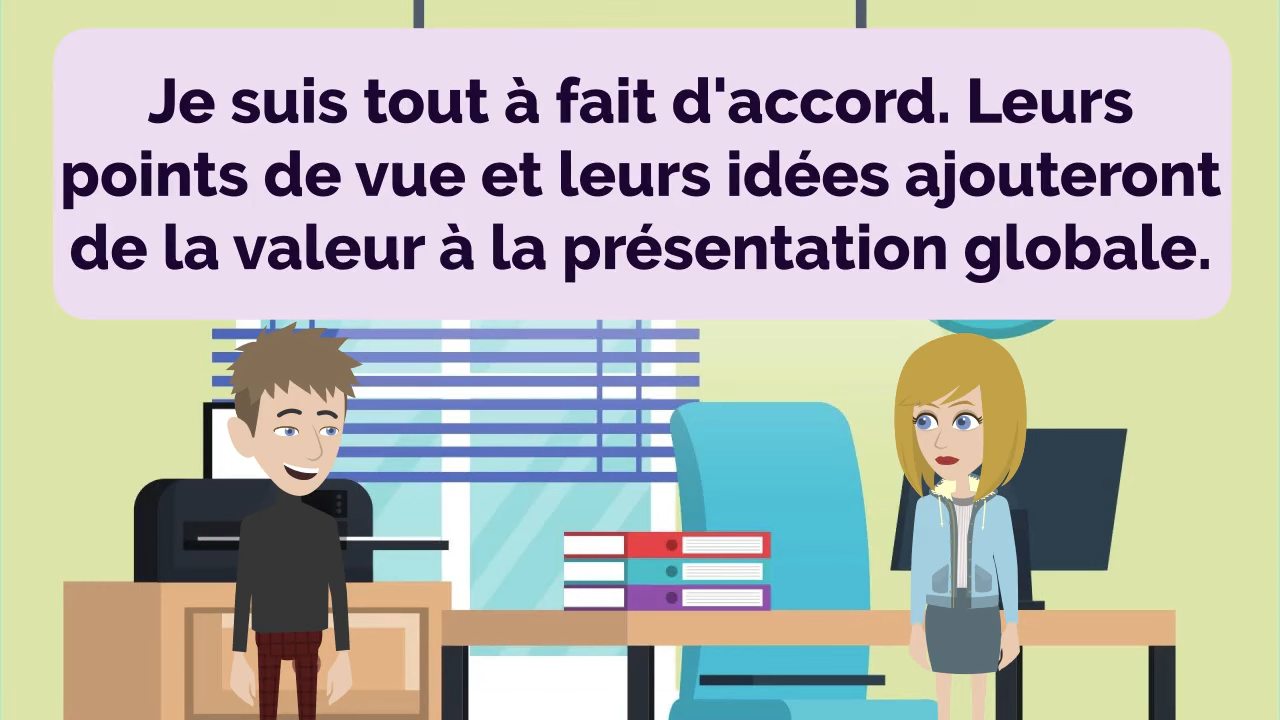 Je suis tout à fait d'accord. Leurs
points de vue et leurs idées ajouteront
de la valeur à la présentation globale.